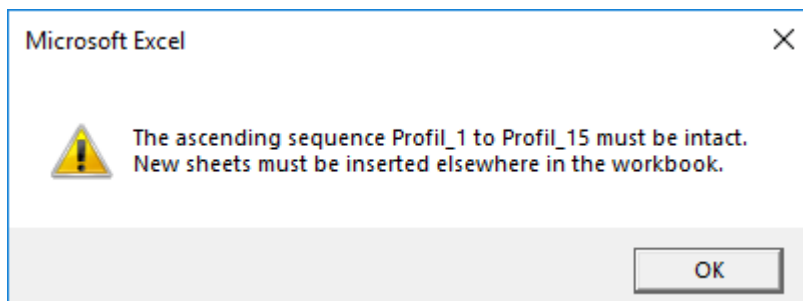 Microsoft Excel
The ascending sequence Profil_1 to Profil_15 must be intact.
New sheets must be inserted elsewhere in the workbook.
OK